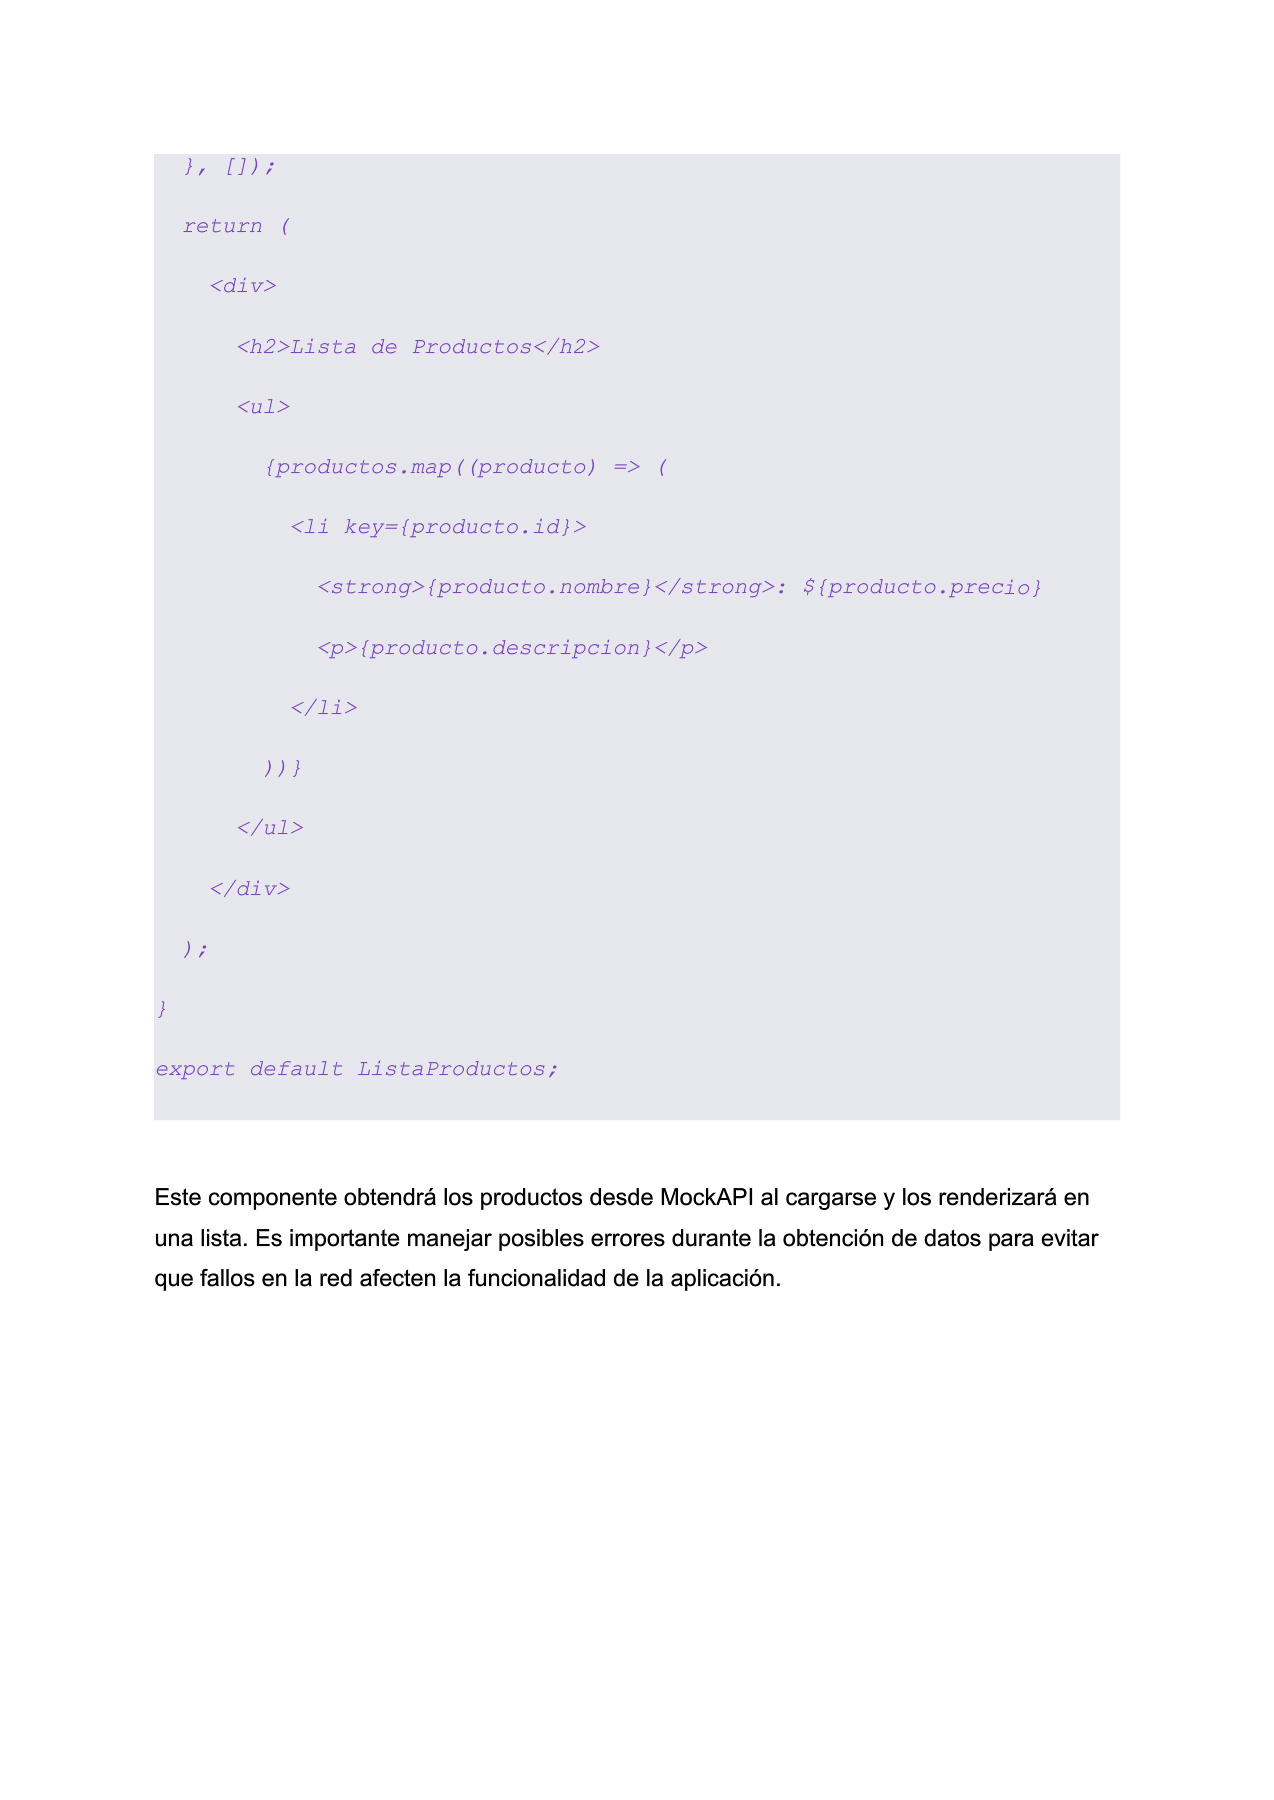 }, []);
return (
<div>
<h2>Lista de Productos</h2>
<ul>
{productos.map((producto) => (
<li key={producto.id}>
<strong>{producto.nombre}</strong>: ${producto.precio}
<p>{producto.descripcion}</p>
</li>
))}
</ul>
</div>
);
}
export default ListaProductos;
Este componente obtendrá los productos desde MockAPI al cargarse y los renderizará en
una lista. Es importante manejar posibles errores durante la obtención de datos para evitar
que fallos en la red afecten la funcionalidad de la aplicación.